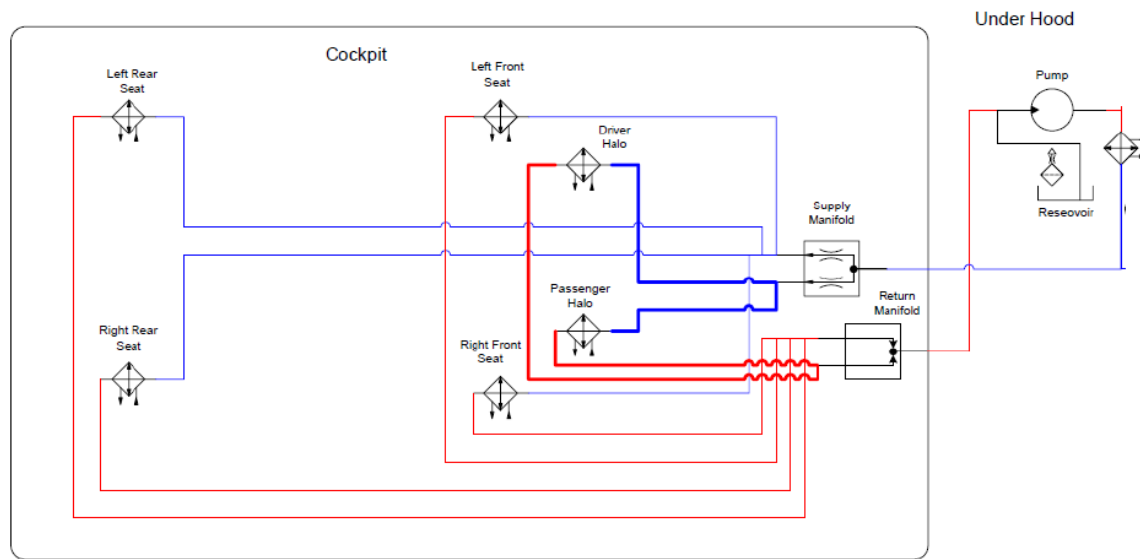 Under Hood
Cockpit
Left Rear
Seat
Left Front
Seat
Pump
Driver
Halo
Supply
Manifold
Reseovoir
Passenger
Halo
Return
Manifold
Right Rear
Seat
Right Front
Seat